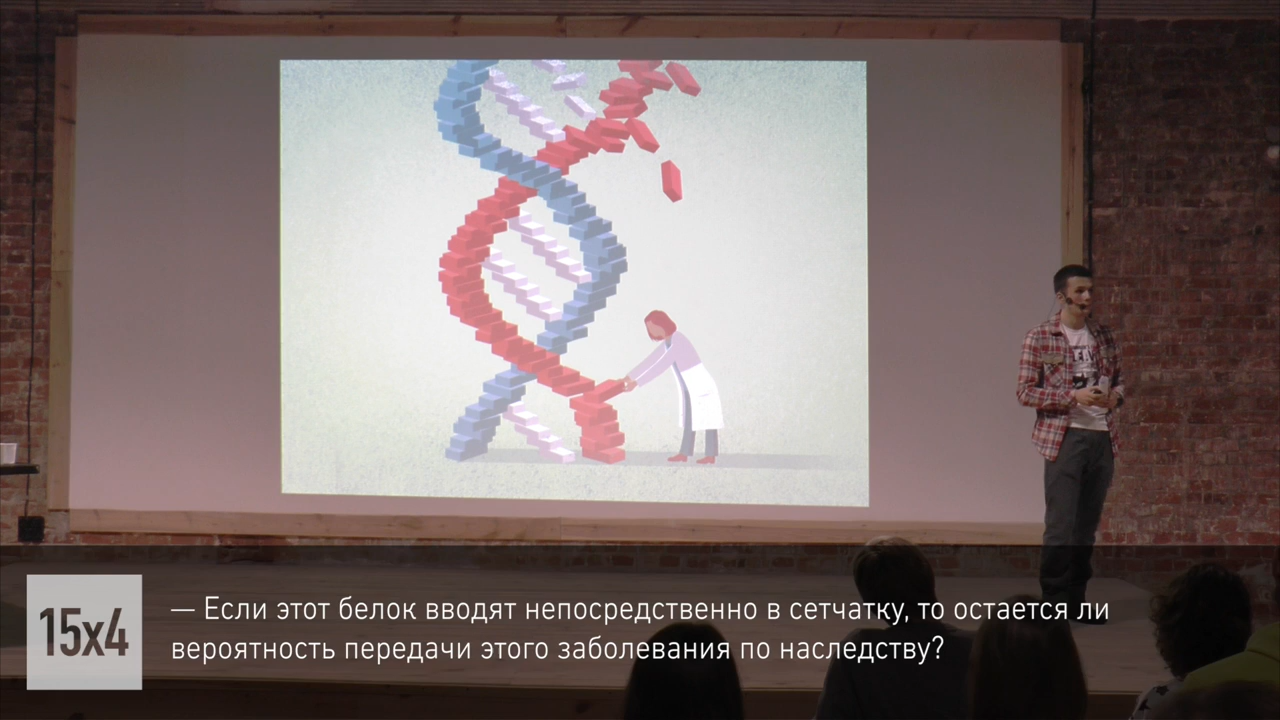 15x4
— Если этот белок вводят непосредственно в сетчатку, то остается ли
вероятность передачи этого заболевания по наследству?